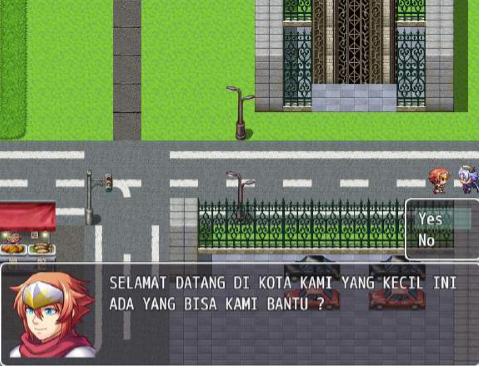 Yes
No
SELAMAT DATANG DI KOTA KAMI YANG KECIL INI
ADA YANG BISA KAMI BANTU ?